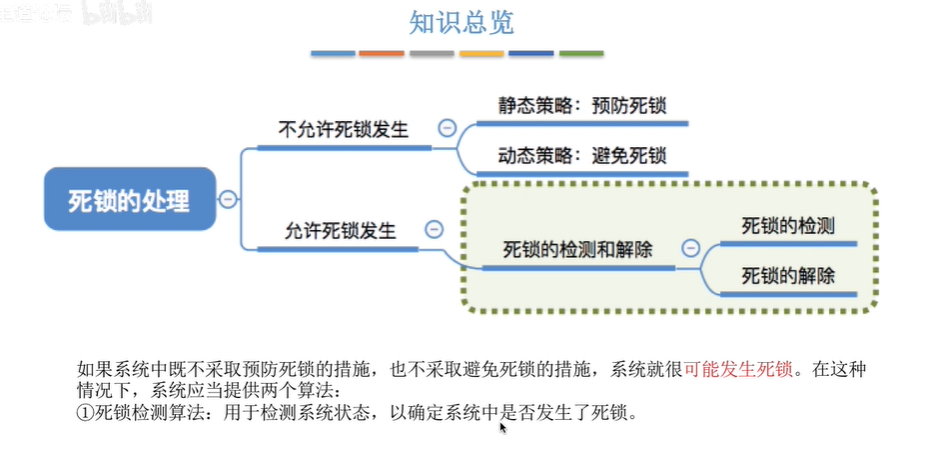 bilibili
知识总览
不允许死锁发生
静态策略：预防死锁
动态策略：避免死锁
死锁的处理
允许死锁发生
死锁的检测和解除
死锁的检测
死锁的解除
如果系统中既不采取预防死锁的措施，也不采取避免死锁的措施，系统就很可能发生死锁。在这种
情况下，系统应当提供两个算法：
①死锁检测算法：用于检测系统状态，以确定系统中是否发生了死锁。